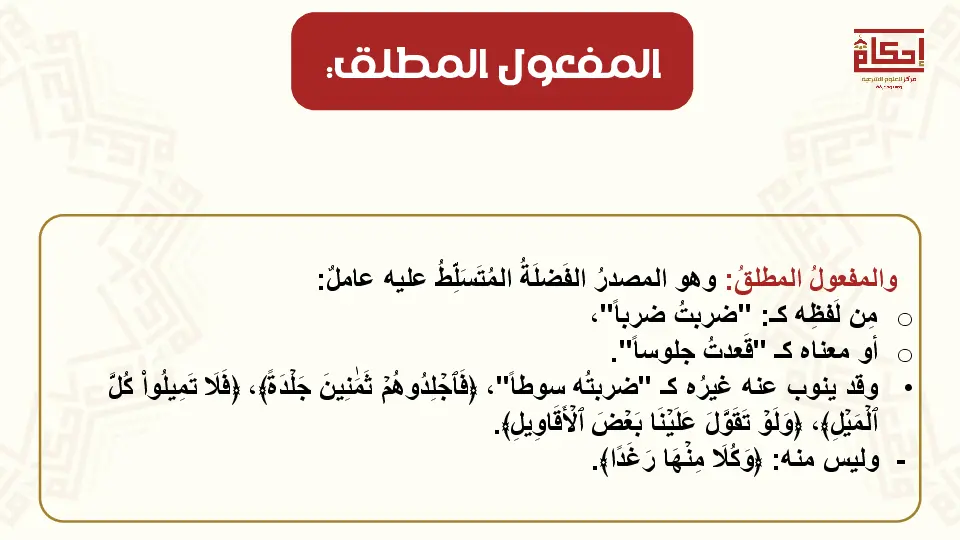 المفعول المطلق:
إحكام
مركز للعلوم الشرعية
والمفعولُ المطلقُ: وهو المصدرُ الفَضلَةُ المُتَسَلِّطُ عليه عاملٌ:
o مِن لَفظِه كـ: "ضربتُ ضرباً"،
o أو معناه كـ "قَعدتُ جلوساً".
• وقد ينوب عنه غيرُه كـ "ضربتُه سوطاً"، ﴿فَٱجۡلِدُوهُمۡ ثَمَٰنِينَ جَلۡدَةً﴾، ﴿فَلَا تَمِيلُواْ كُلَّ
ٱلۡمَيۡلِ﴾، ﴿وَلَوۡ تَقَوَّلَ عَلَيۡنَا بَعۡضَ ٱلۡأَقَاوِيلِ﴾.
- وليس منه: ﴿وَكُلَا مِنۡهَا رَغَدًا﴾.